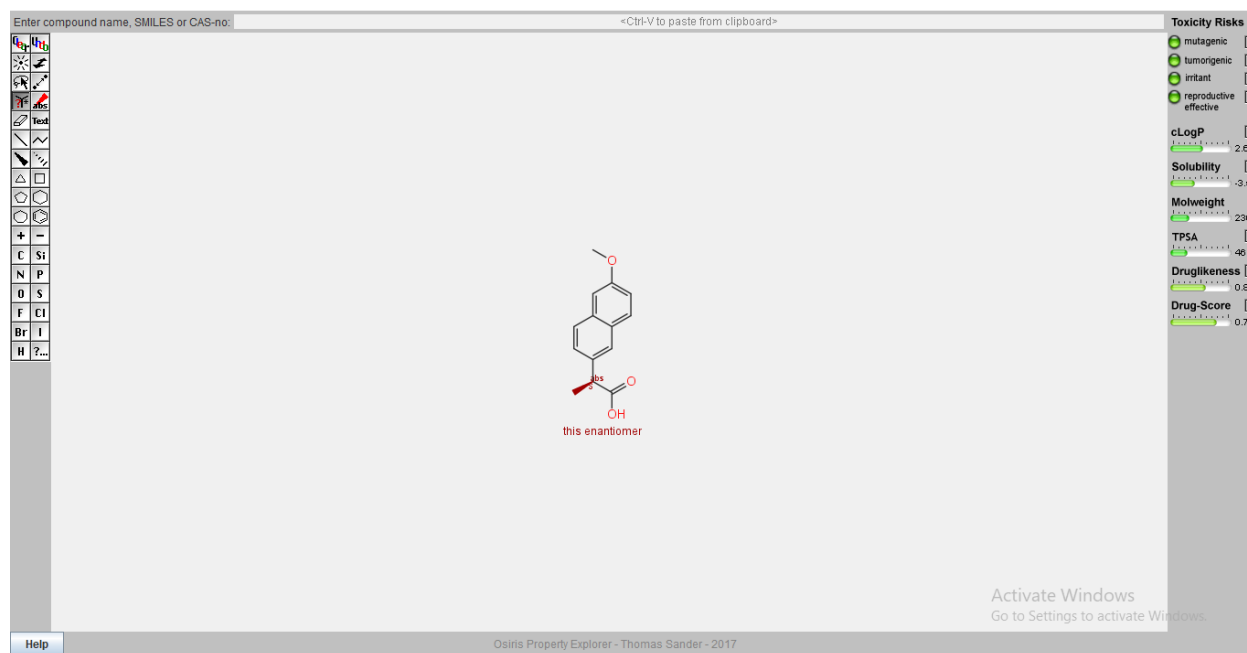 Enter compound name, SMILES or CAS-no:
<Ctrl-V to paste from clipboard>
Toxicity Risks
mutagenic
tumorigenic
irritant
reproductive
effective
cLogP
Solubility
Molweight
TPSA
46
Druglikeness
Drug-Score
abs
Text
+
−
C Si
N P
O S
F Cl
Br I
H ?...
O
abs
O
OH
this enantiomer
Activate Windows
Go to Settings to activate Windows.
Help
Osiris Property Explorer - Thomas Sander - 2017